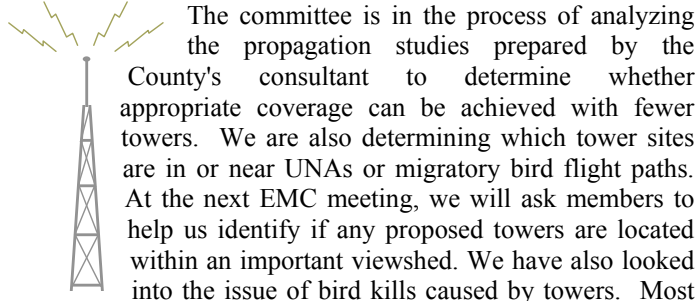 The committee is in the process of analyzing
the propagation studies prepared by the
County's consultant to determine whether
appropriate coverage can be achieved with fewer
towers.  We are also determining which tower sites
are in or near UNAs or migratory bird flight paths.
At the next EMC meeting, we will ask members to
help us identify if any proposed towers are located
within an important viewshed. We have also looked
into the issue of bird kills caused by towers.  Most